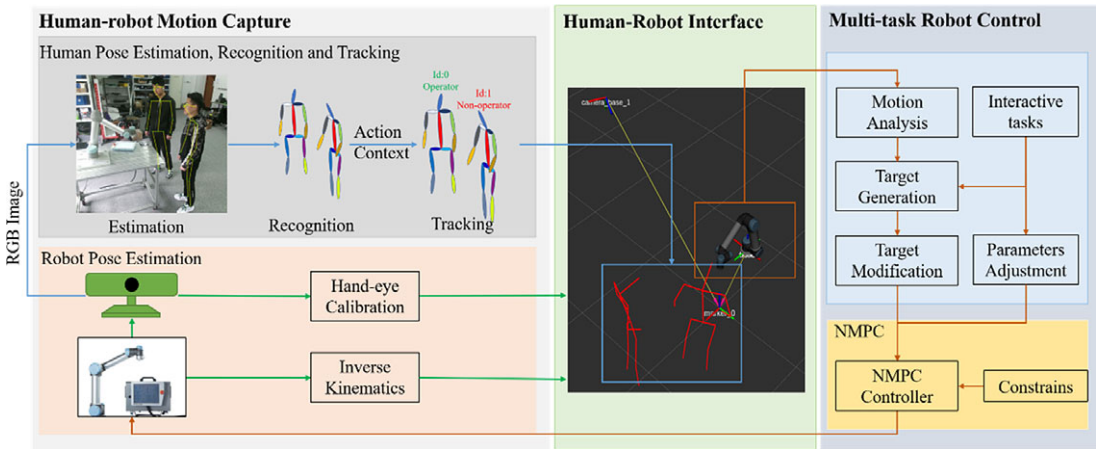 Human-robot Motion Capture
Human Pose Estimation, Recognition and Tracking
Id:0
Operator
Id:1
Non-operator
Action
Context
Estimation
Recognition
Tracking
RGB Image
Robot Pose Estimation
Hand-eye
Calibration
Inverse
Kinematics
Human-Robot Interface
camera_base_1
Multi-task Robot Control
Motion
Analysis
Interactive
tasks
Target
Generation
Target
Modification
Parameters
Adjustment
NMPC
NMPC
Controller
Constrains